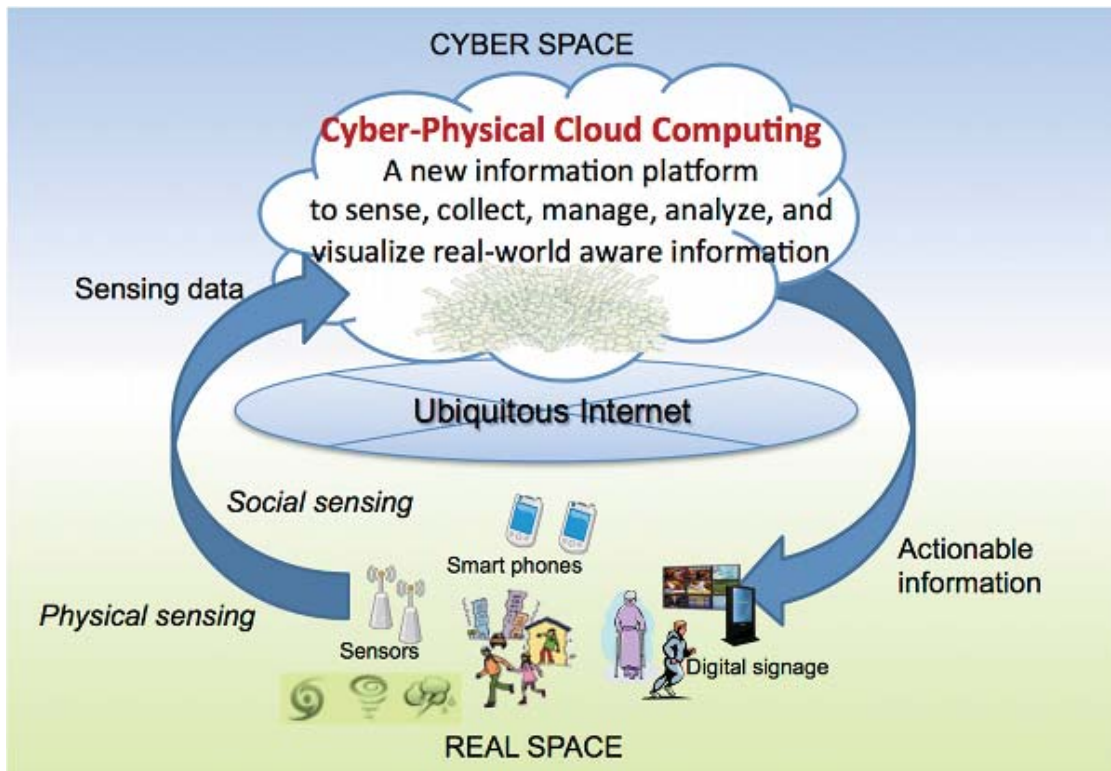 CYBER SPACE
Cyber-Physical Cloud Computing
A new information platform
to sense, collect, manage, analyze, and
visualize real-world aware information
Sensing data
Ubiquitous Internet
Social sensing
Smart phones
Actionable
information
Physical sensing
Sensors
Digital signage
REAL SPACE